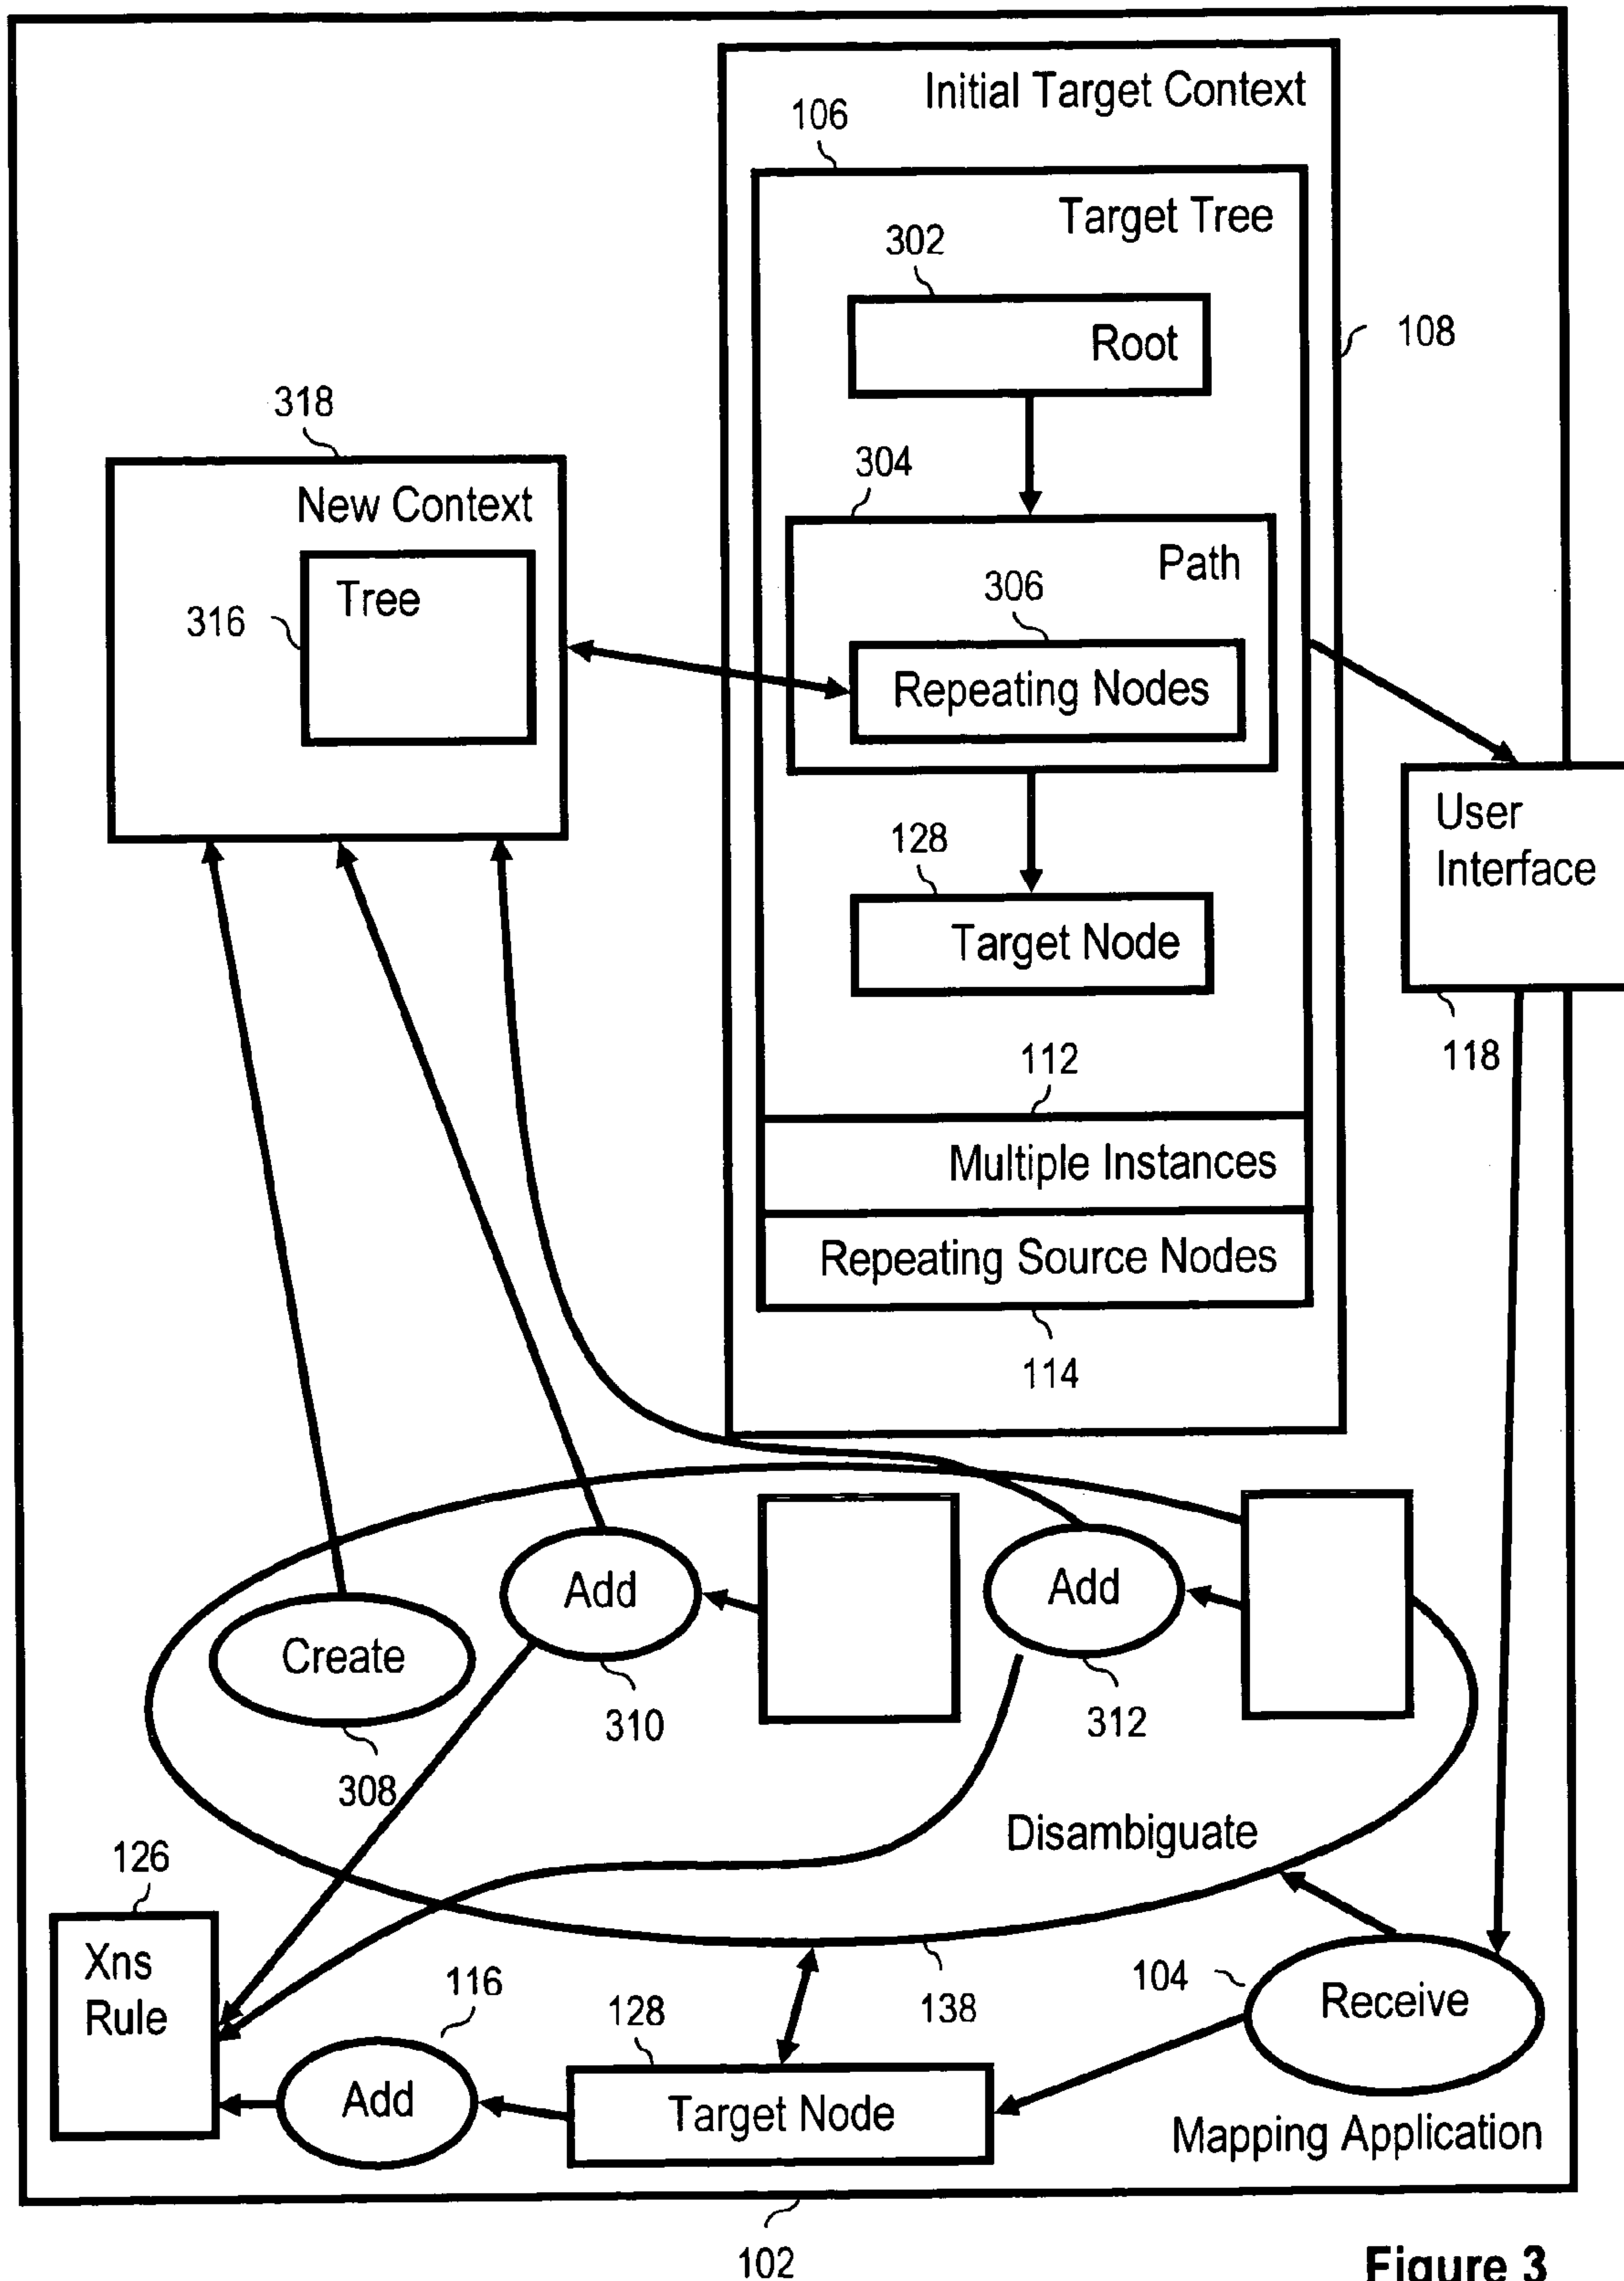 Initial Target Context
106
Target Tree
302
Root
108
318
304
New Context
Path
306
Tree
316
Repeating Nodes
User
Interface
128
Target Node
118
112
Multiple Instances
Repeating Source Nodes
114
Add
Add
Create
310
312
308
Disambiguate
126
Xns
Rule
116
128
138
104
Receive
Add
Target Node
Mapping Application
102
Figure 3